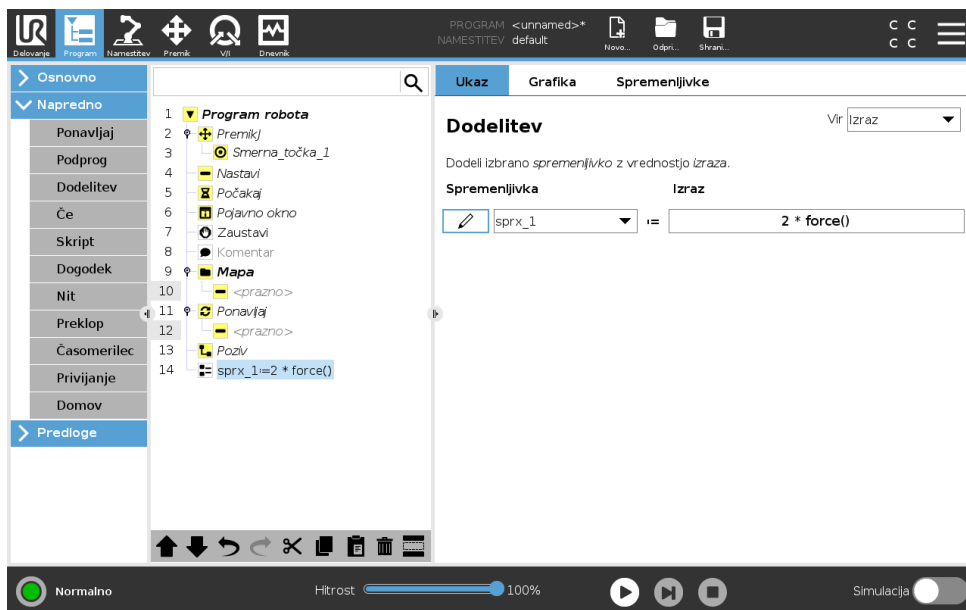 UR
PROGRAM <unnamed>*
NAMESTITEV default
C C
C C
Delovanje Program Namestitev Premik V/I Dnevnik
Novo... Odpri... Shrani...
Osnovno
Napredno
Ponavljaj
Podprog
Dodelitev
Če
Skript
Dogodek
Nit
Preklop
Časomerilec
Privijanje
Domov
Predloge
1 Program robota
2 PremikJ
3 Smerna_točka_1
4 Nastavi
5 Počakaj
6 Pojavno okno
7 Zaustavi
8 Komentar
9 Mapa
10 <prazno>
11 Ponavljaj
12 <prazno>
13 Poziv
14 sprx_1:=2 * force()
Ukaz Grafika Spremenljivke
Dodelitev
Vir Izraz
Dodeli izbrano spremenljivko z vrednostjo izraza.
Spremenljivka Izraz
sprx_1 := 2 * force()
Normalno
Hitrost 100%
Simulacija